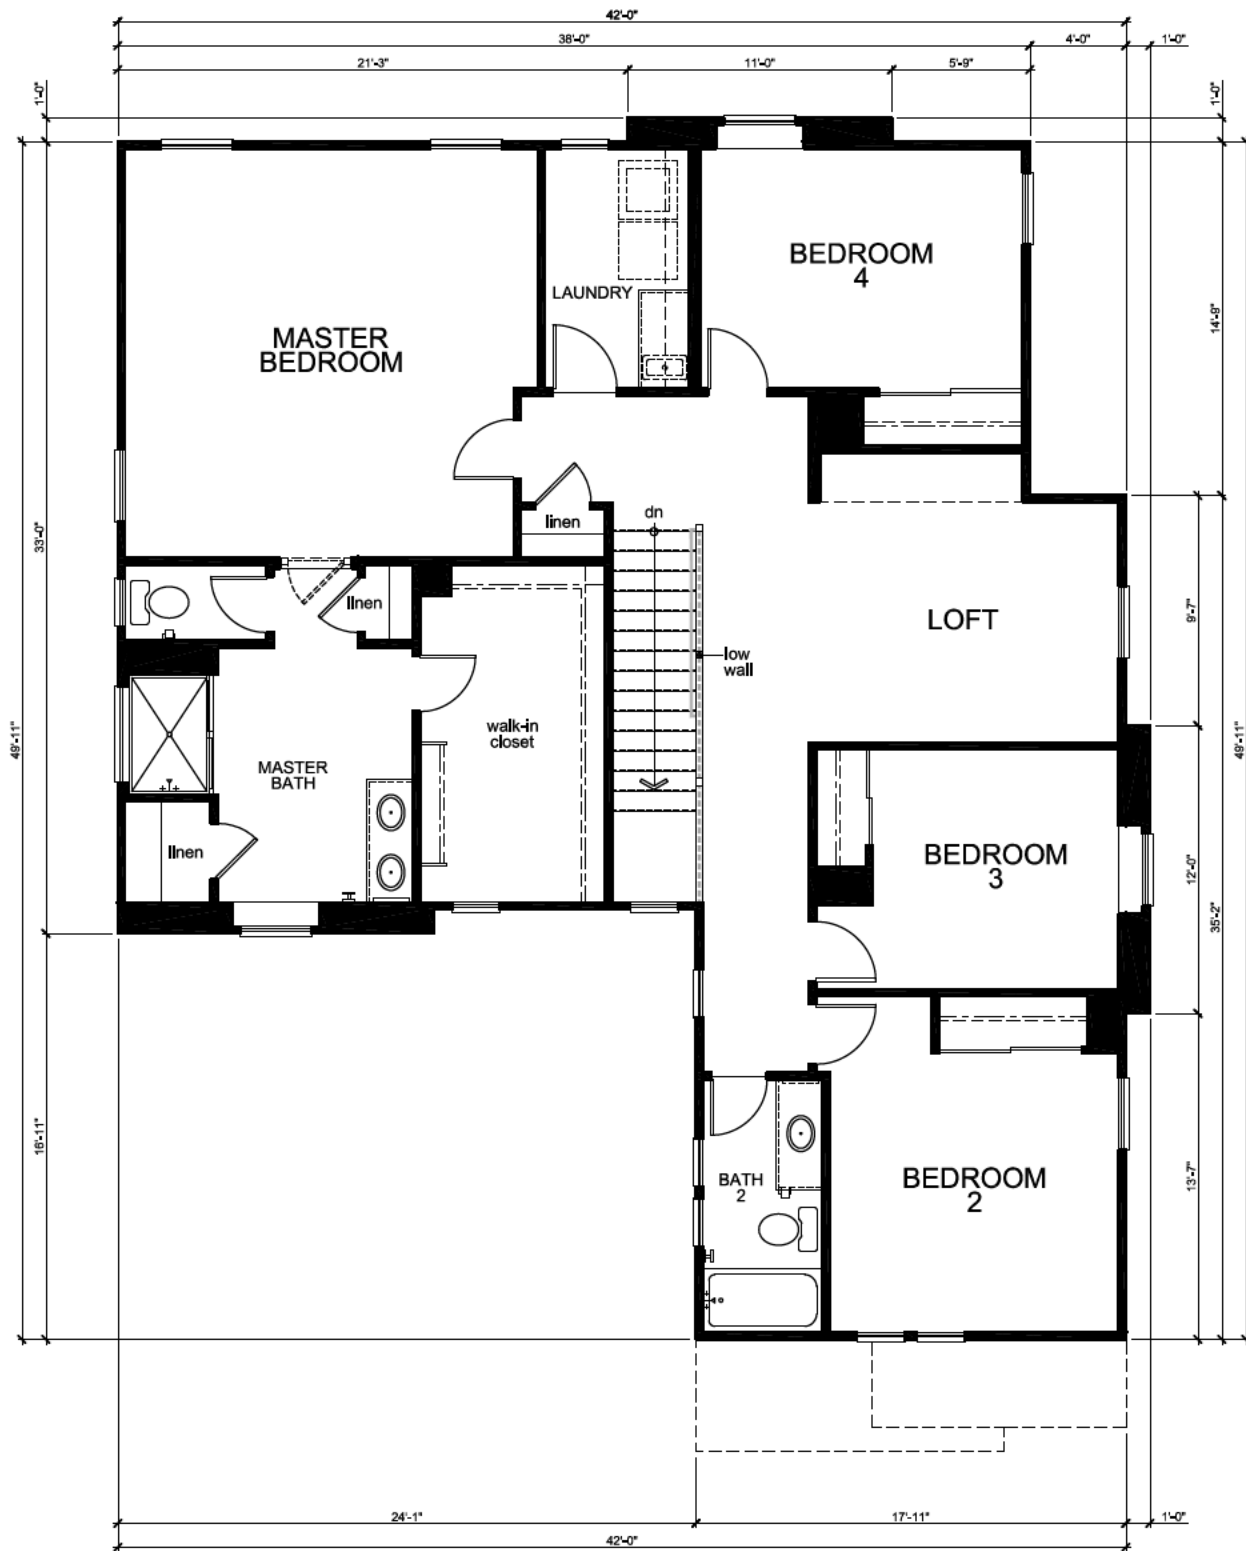 42'-0"
38'-0"
4'-0"
1'-0"
21'-3"
11'-0"
5'-9"
1'-0"
1'-0"
BEDROOM
4
LAUNDRY
MASTER
BEDROOM
14'-9"
linen
dn
33'-0"
linen
LOFT
9'-7"
low
wall
walk-in
closet
49'-11"
49'-11"
MASTER
BATH
linen
BEDROOM
3
12'-0"
35'-2"
16'-11"
BATH
2
BEDROOM
2
13'-7"
24'-1"
17'-11"
1'-0"
42'-0"